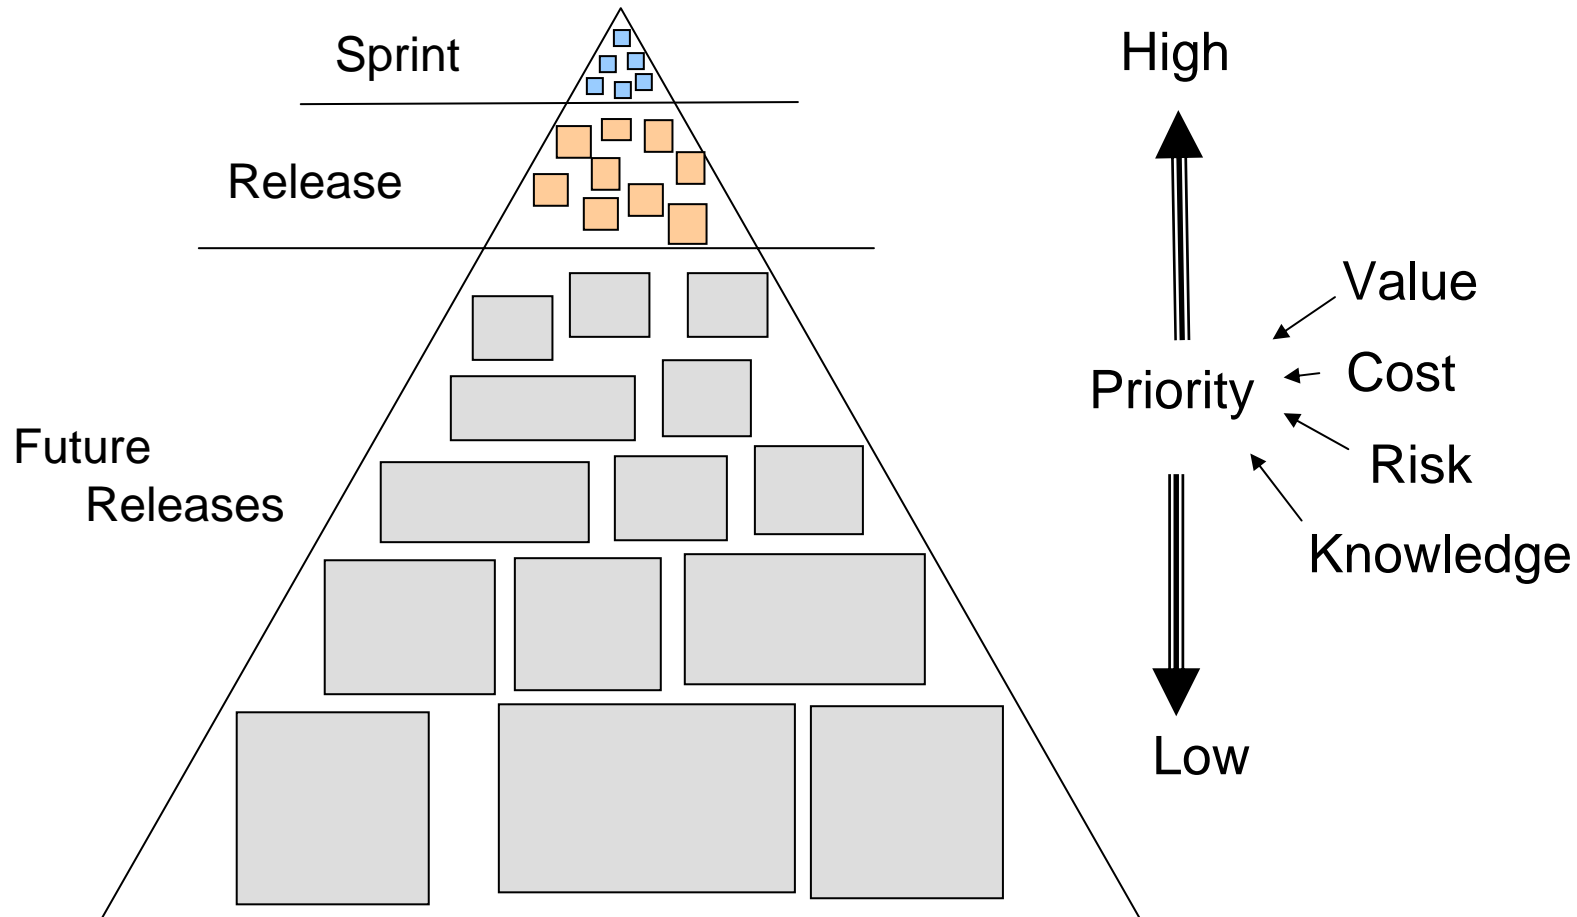 Sprint
High
Release
Value
Cost
Priority
Future
Risk
Releases
Knowledge
Low